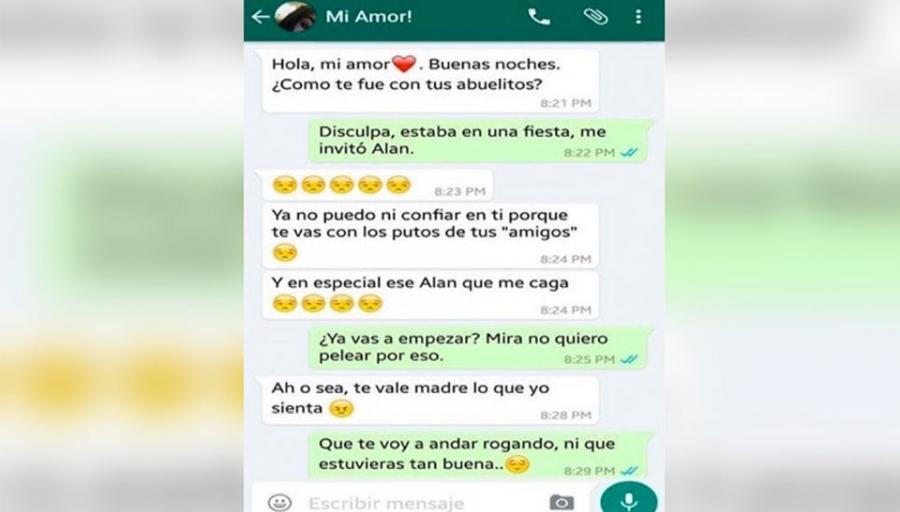 Mi Amor!
Hola, mi amor❤️. Buenas noches.
¿Como te fue con tus abuelitos?
8:21 PM
Disculpa, estaba en una fiesta, me
invitó Alan.
8:22 PM
😒😒😒😒😒 8:23 PM
Ya no puedo ni confiar en ti porque
te vas con los putos de tus "amigos"
😒
8:24 PM
Y en especial ese Alan que me caga
😒😒😒😒
8:24 PM
¿Ya vas a empezar? Mira no quiero
pelear por eso.
8:25 PM
Ah o sea, te vale madre lo que yo
sienta 😠
8:28 PM
Que te voy a andar rogando, ni que
estuvieras tan buena..😌
8:29 PM
Escribir mensaje